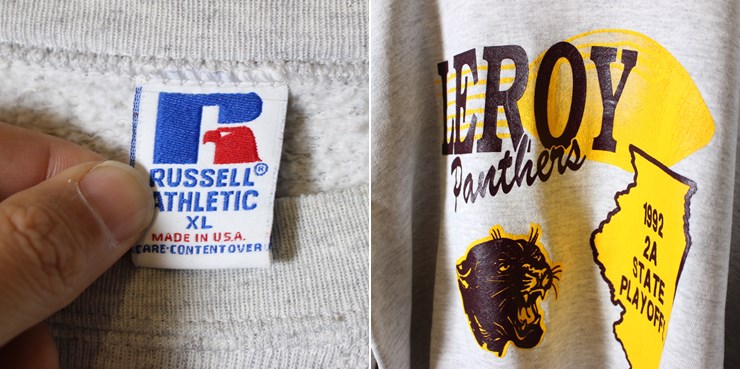 RUSSELL®
ATHLETIC
XL
MADE IN U.S.A.
CARE·CONTENT OVER
LEROY
Panthers
1992
2A
STATE
PLAYOFF